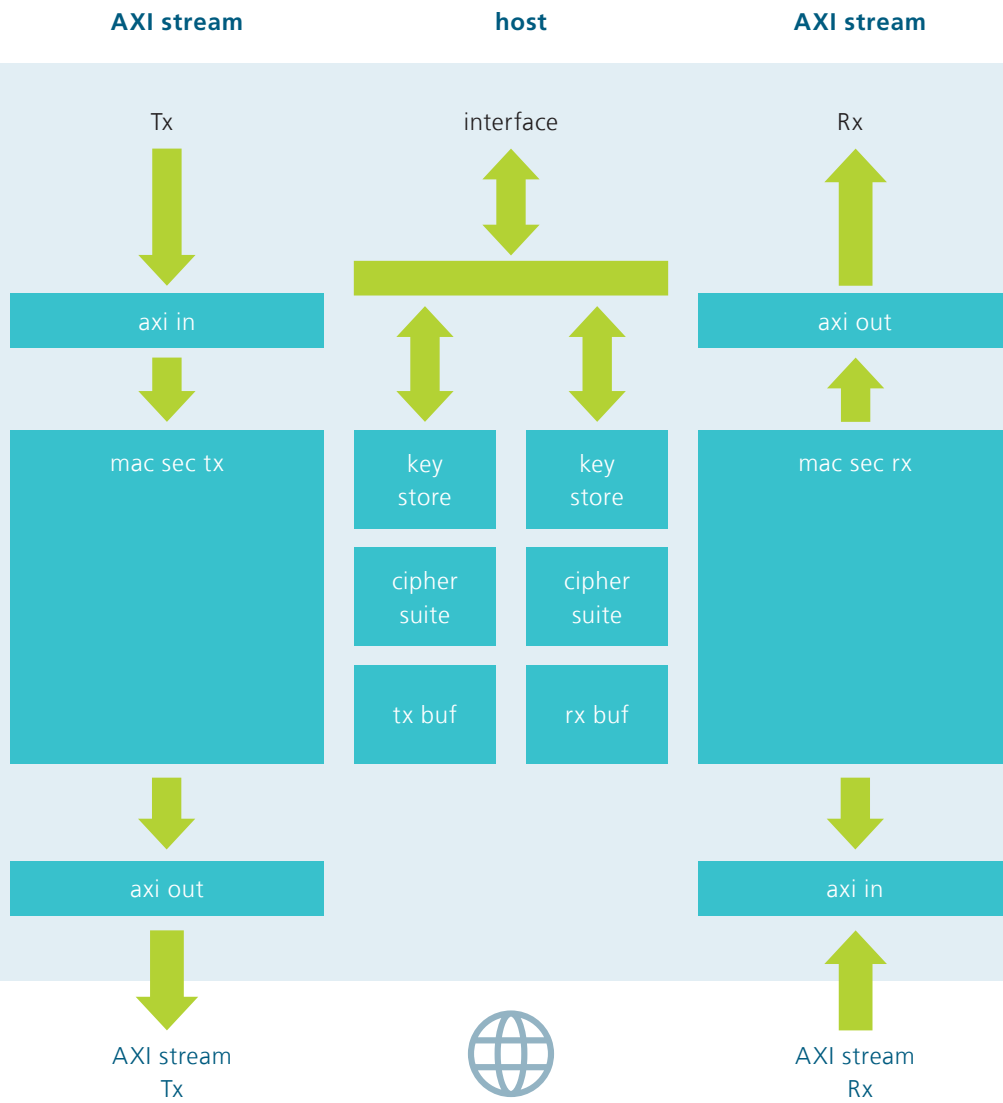 AXI stream
host
AXI stream
Tx
interface
Rx
axi in
axi out
mac sec tx
key
store
key
store
mac sec rx
cipher
suite
cipher
suite
tx buf
rx buf
axi out
axi in
AXI stream
Tx
AXI stream
Rx